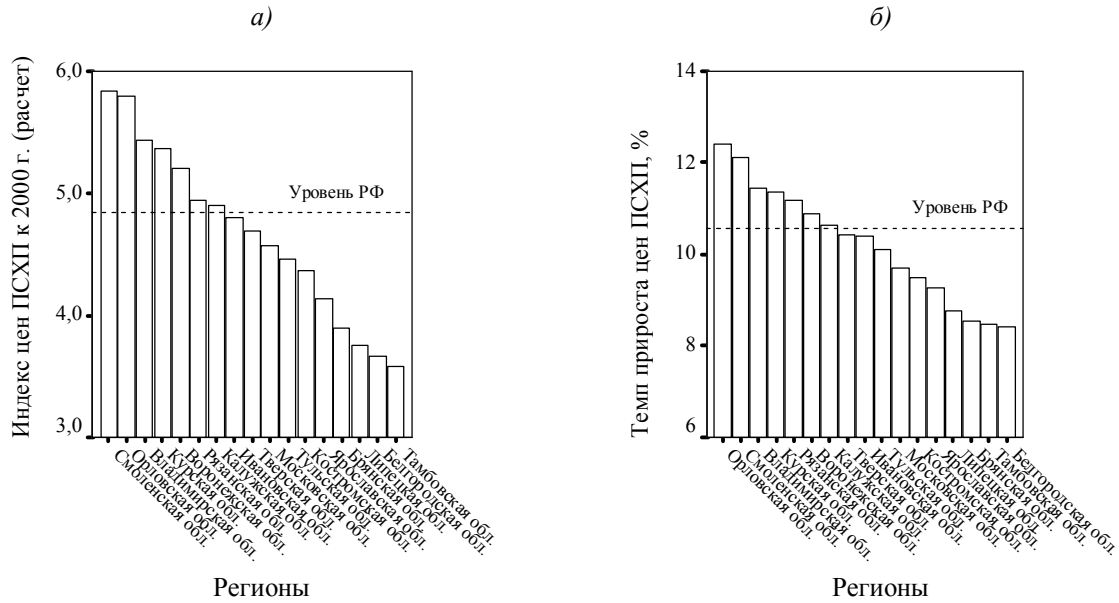 а)
Индекс цен ПСХП к 2000 г. (расчет)
6,0
5,0
4,0
3,0
Уровень РФ
Смоленская обл.
Орловская обл.
Владимирская обл.
Курская обл.
Воронежская обл.
Рязанская обл.
Калужская обл.
Ивановская обл.
Тверская обл.
Московская обл.
Тульская обл.
Костромская обл.
Ярославская обл.
Брянская обл.
Липецкая обл.
Белгородская обл.
Тамбовская обл.
Регионы
б)
Темп прироста цен ПСХП, %
14
12
10
8
6
Уровень РФ
Орловская обл.
Смоленская обл.
Владимирская обл.
Курская обл.
Рязанская обл.
Воронежская обл.
Калужская обл.
Тверская обл.
Ивановская обл.
Тульская обл.
Московская обл.
Костромская обл.
Ярославская обл.
Липецкая обл.
Брянская обл.
Тамбовская обл.
Белгородская обл.
Регионы